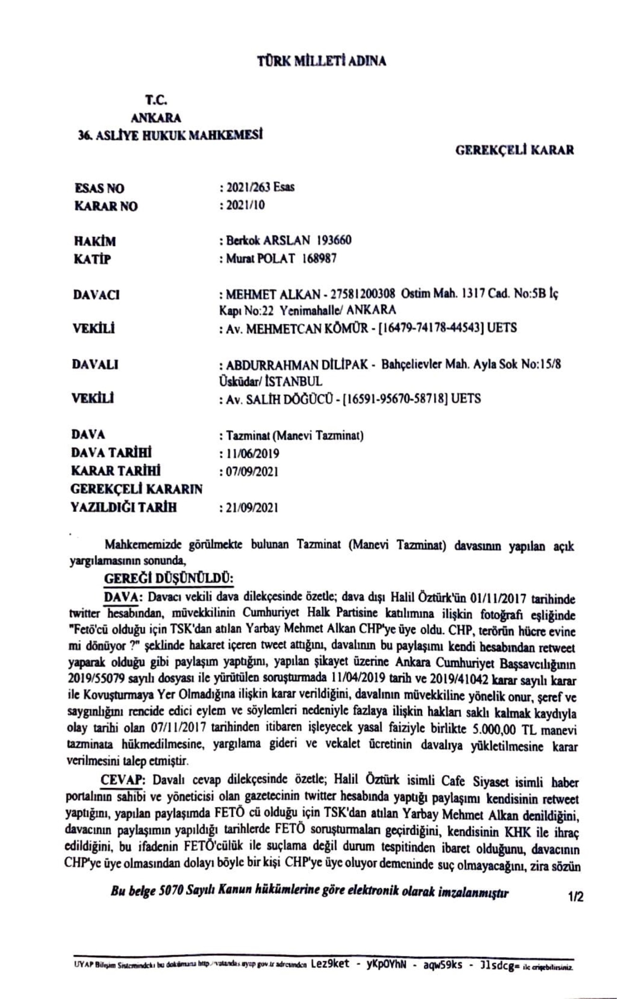 TÜRK MİLLETİ ADINA
T.C.
ANKARA
36. ASLİYE HUKUK MAHKEMESİ
GEREKÇELİ KARAR
ESAS NO : 2021/263 Esas
KARAR NO : 2021/10
HAKİM : Berkok ARSLAN 193660
KATİP : Murat POLAT 168987
DAVACI : MEHMET ALKAN - 27581200308 Ostim Mah. 1317 Cad. No:5B İç
Kapı No:22 Yenimahalle/ ANKARA
VEKİLİ : Av. MEHMETCAN KÖMÜR - [16479-74178-44543] UETS
DAVALI : ABDURRAHMAN DİLİPAK - Bahçelievler Mah. Ayla Sok No:15/8
Üsküdar/ İSTANBUL
VEKİLİ : Av. SALİH DÖĞÜCÜ - [16591-95670-58718] UETS
DAVA : Tazminat (Manevi Tazminat)
DAVA TARİHİ : 11/06/2019
KARAR TARİHİ : 07/09/2021
GEREKÇELİ KARARIN
YAZILDIĞI TARİH : 21/09/2021
Mahkememizde görülmekte bulunan Tazminat (Manevi Tazminat) davasının yapılan açık
yargılamasının sonunda,
GEREĞİ DÜŞÜNÜLDÜ:
DAVA: Davacı vekili dava dilekçesinde özetle; dava dışı Halil Öztürk'ün 01/11/2017 tarihinde
twitter hesabından, müvekkilinin Cumhuriyet Halk Partisine katılımına ilişkin fotoğrafı eşliğinde
"Fetö'cü olduğu için TSK'dan atılan Yarbay Mehmet Alkan CHP'ye üye oldu. CHP, terörün hücre evine
mi dönüyor ?" şeklinde hakaret içeren tweet attığını, davalının bu paylaşımı kendi hesabından retweet
yaparak olduğu gibi paylaşım yaptığını, yapılan şikayet üzerine Ankara Cumhuriyet Başsavcılığının
2019/55079 sayılı dosyası ile yürütülen soruşturmada 11/04/2019 tarih ve 2019/41042 karar sayılı karar
ile Kovuşturmaya Yer Olmadığına ilişkin karar verildiğini, davalının müvekkiline yönelik onur, şeref ve
saygınlığını rencide edici eylem ve söylemleri nedeniyle fazlaya ilişkin hakları saklı kalmak kaydıyla
olay tarihi olan 07/11/2017 tarihinden itibaren işleyecek yasal faiziyle birlikte 5.000,00 TL manevi
tazminata hükmedilmesine, yargılama gideri ve vekalet ücretinin davalıya yükletilmesine karar
verilmesini talep etmiştir.
CEVAP: Davalı cevap dilekçesinde özetle; Halil Öztürk isimli Cafe Siyaset isimli haber
portalının sahibi ve yöneticisi olan gazetecinin twitter hesabında yaptığı paylaşımı kendisinin retweet
yaptığını, yapılan paylaşımda FETÖ cü olduğu için TSK'dan atılan Yarbay Mehmet Alkan denildiğini,
davacının paylaşımın yapıldığı tarihlerde FETÖ soruşturmaları geçirdiğini, kendisinin KHK ile ihraç
edildiğini, bu ifadenin FETÖ'cülük ile suçlama değil durum tespitinden ibaret olduğunu, davacının
CHP'ye üye olmasından dolayı böyle bir kişi CHP'ye üye oluyor demeninde suç olmayacağını, zira sözün
Bu belge 5070 Sayılı Kanun hükümlerine göre elektronik olarak imzalanmıştır
1/2
UYAP Bilişim Sistemindeki bu dokümana http://vatandas.uyap.gov.tr adresinden Lez9ket - yKpOYhN - aqw59ks - Jlsdcg= ile erişebilirsiniz.